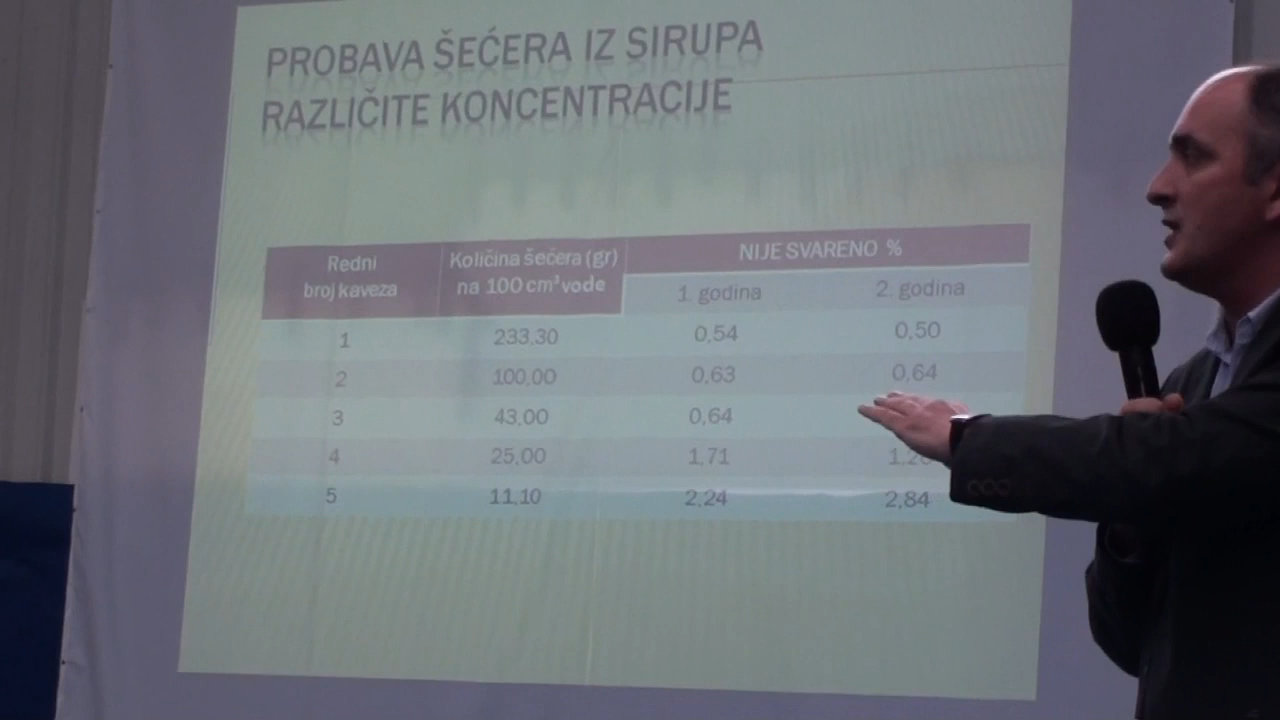 PROBAVA ŠEĆERA IZ SIRUPA
RAZLIČITE KONCENTRACIJE
Redni
broj kaveza
Količina šećera (gr)
na 100 cm³ vode
NIJE SVARENO %
1. godina 2. godina
1 233.30 0,54 0,50
2 100,00 0,63 0,64
3 43,00 0,64
4 25,00 1,71
5 11,10 2,24 2,84